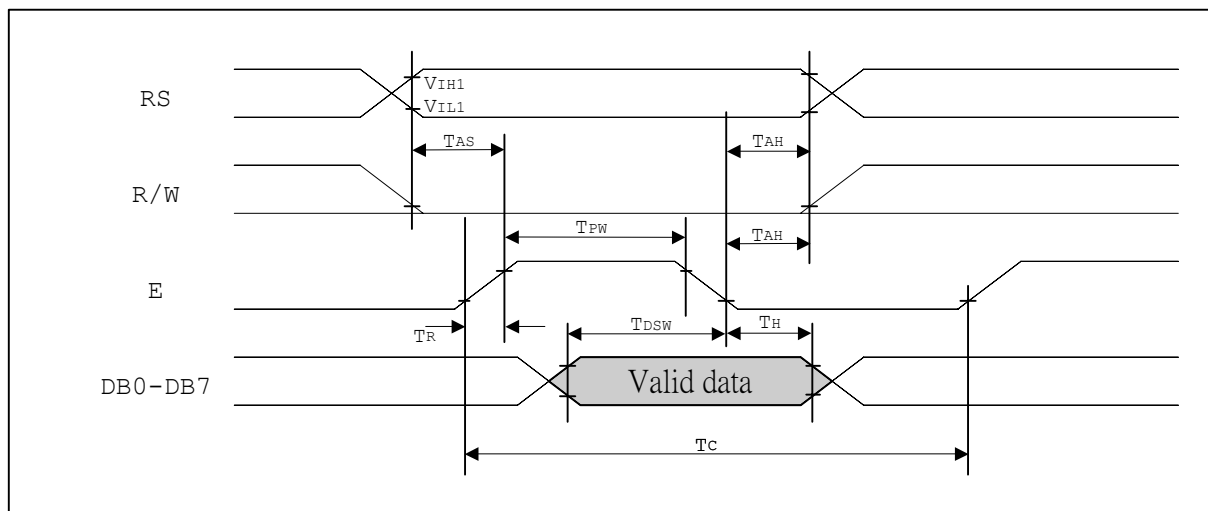 RS
VIH1
VIL1
TAS
TAH
R/W
TPW
TAH
E
TR
TDSW
TH
DB0-DB7
Valid data
TC